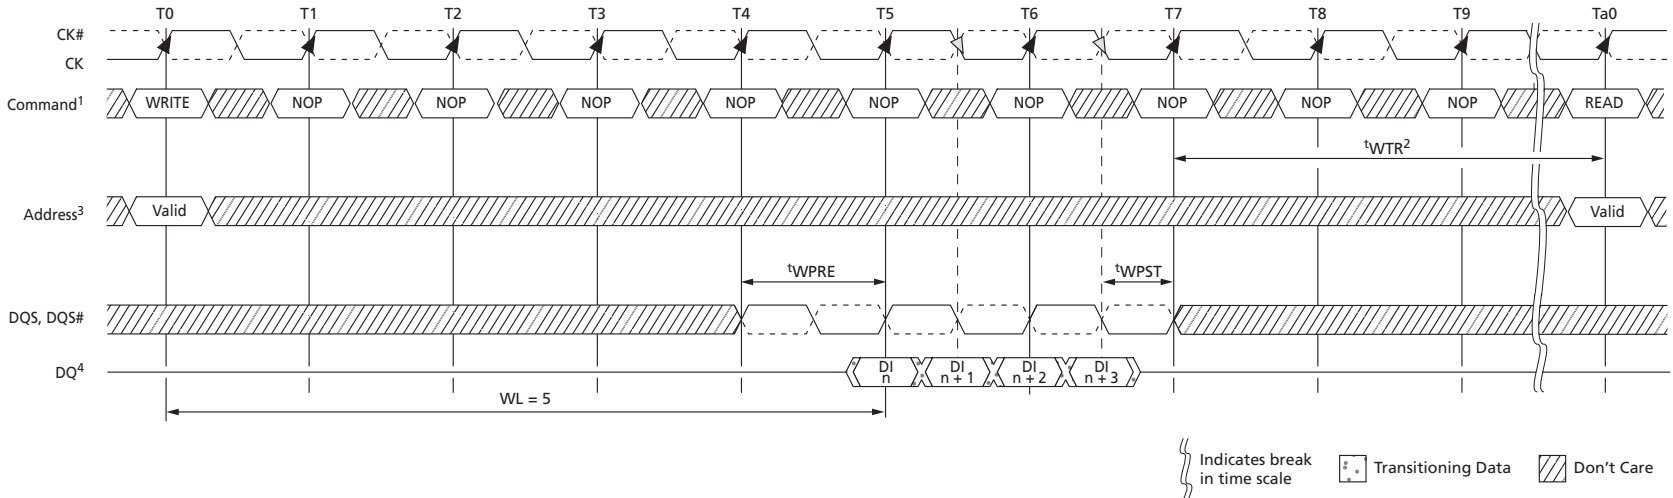 T0 T1 T2 T3 T4 T5 T6 T7 T8 T9 Ta0
CK#
CK
Command1 WRITE NOP NOP NOP NOP NOP NOP NOP NOP NOP READ
tWTR2
Address3 Valid Valid
tWPRE tWPST
DQS, DQS#
DQ4 DI n DI n + 1 DI n + 2 DI n + 3
WL = 5
Indicates break in time scale
Transitioning Data
Don't Care